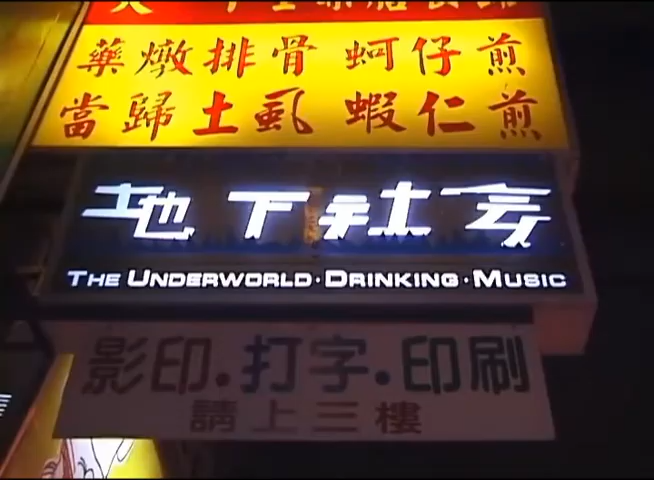 藥燉排骨 蚵仔煎
當歸土虱 蝦仁煎
地下社会
THE UNDERWORLD·DRINKING·MUSIC
影印·打字·印刷
請上三樓